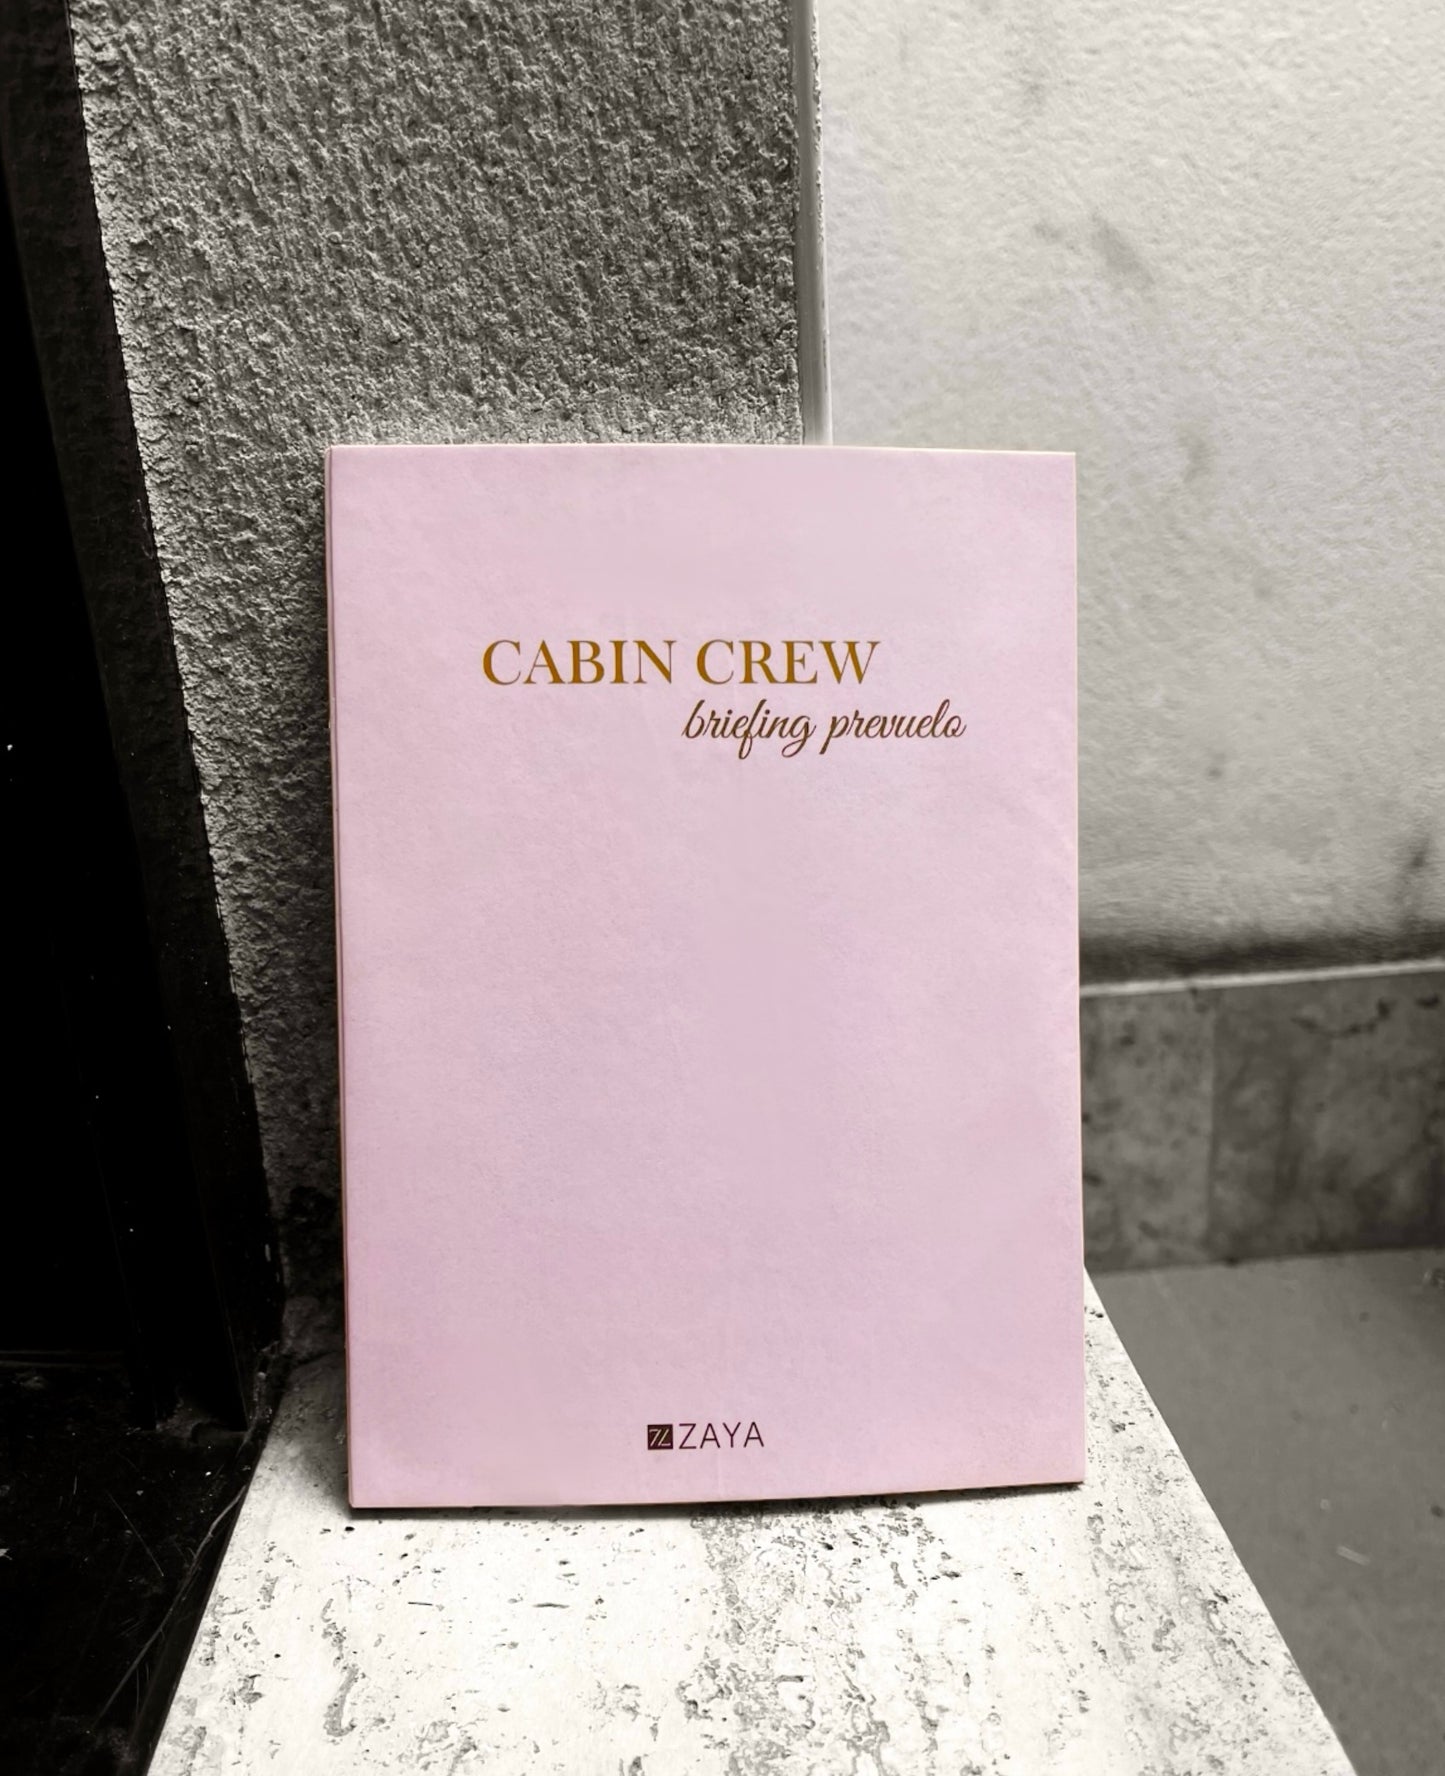 CABIN CREW
briefing prevuelo
ZAYA